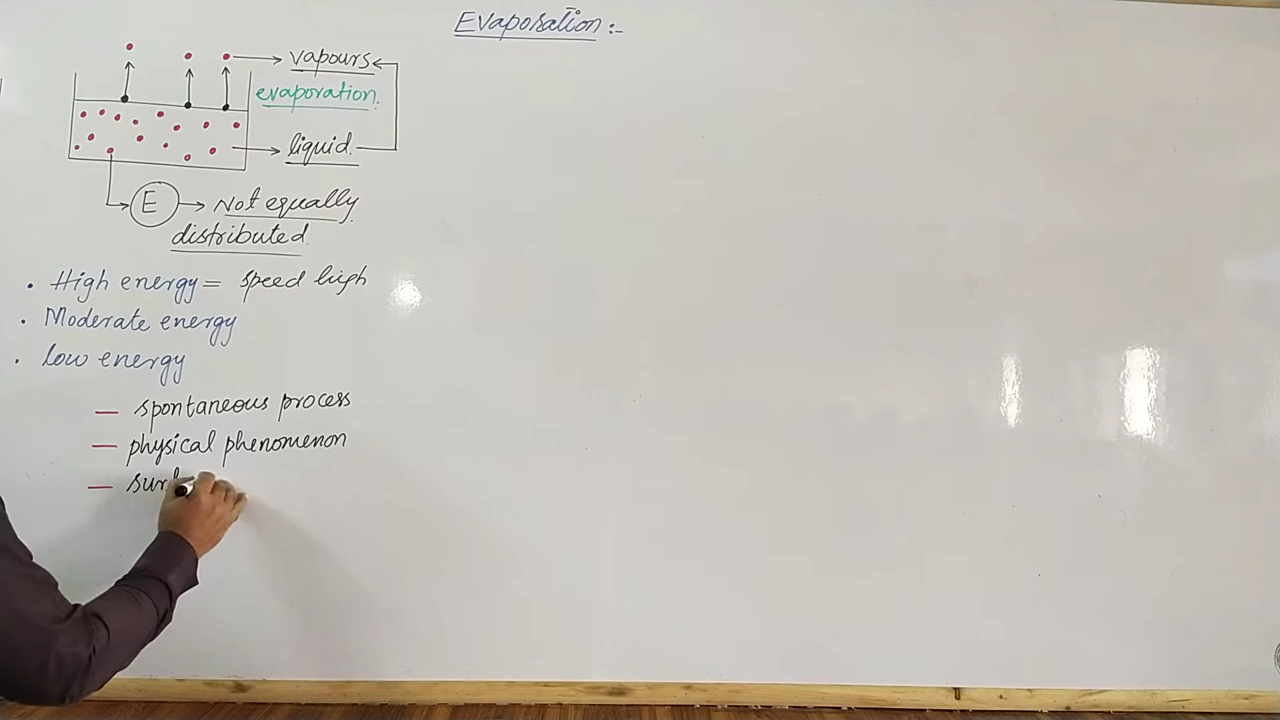 Evaporation :-
vapours
evaporation.
liquid.
E → Not equally
distributed.
. High energy = speed high
. Moderate energy
. low energy
— spontaneous process
— physical phenomenon
— sur